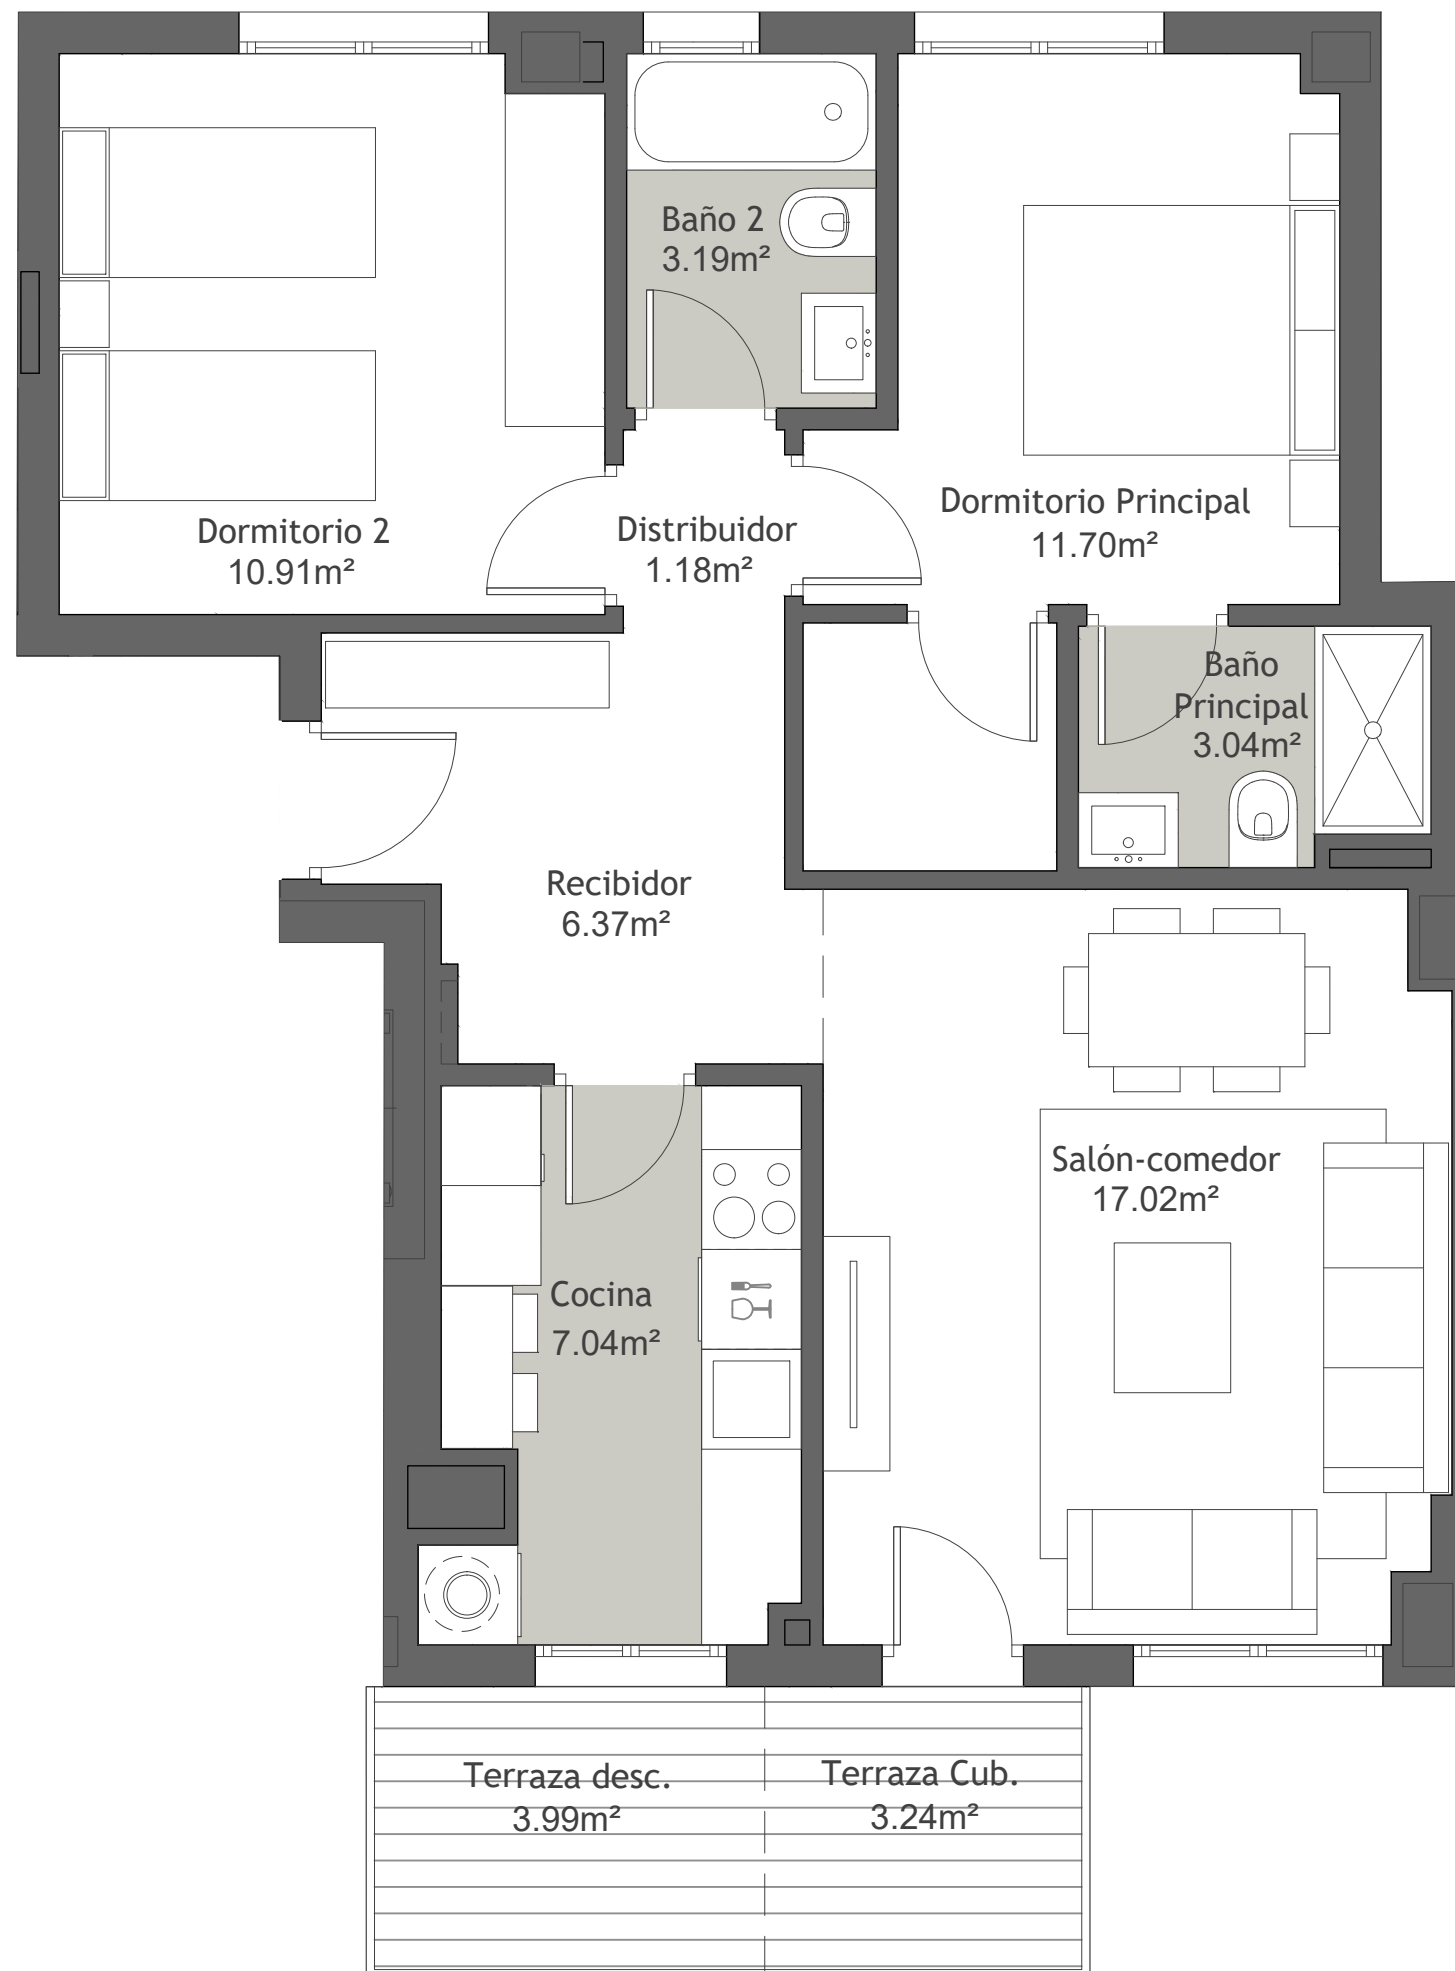 Baño 2
3.19m²
Dormitorio 2
10.91m²
Distribuidor
1.18m²
Dormitorio Principal
11.70m²
Baño
Principal
3.04m²
Recibidor
6.37m²
Salón-comedor
17.02m²
Cocina
7.04m²
Terraza desc.
3.99m²
Terraza Cub.
3.24m²